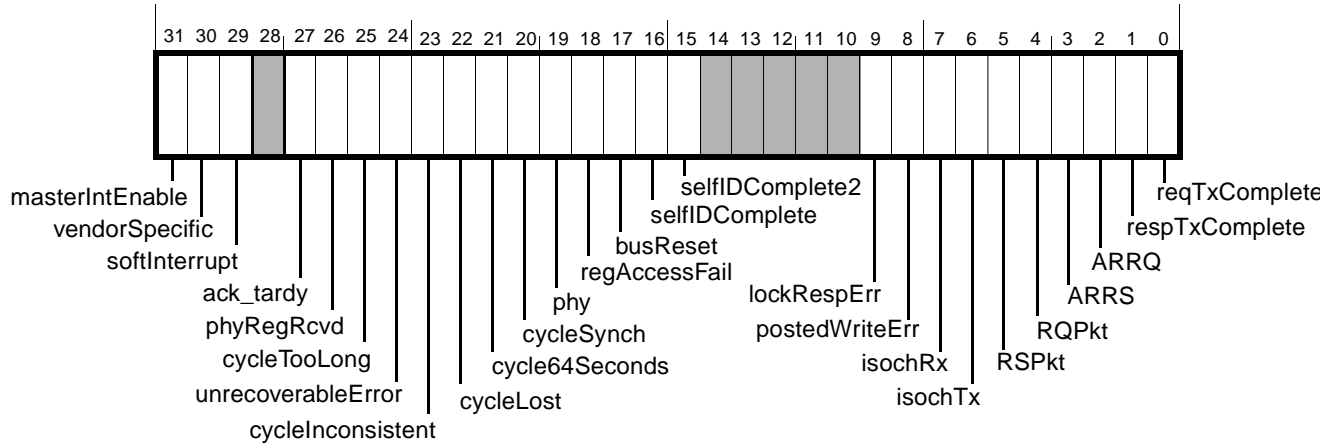 31 30 29 28 27 26 25 24 23 22 21 20 19 18 17 16 15 14 13 12 11 10 9 8 7 6 5 4 3 2 1 0
masterIntEnable
vendorSpecific
softInterrupt
ack_tardy
phyRegRcvd
cycleTooLong
unrecoverableError
cycleInconsistent
cycleLost
cycle64Seconds
cycleSynch
phy
regAccessFail
busReset
selfIDComplete
selfIDComplete2
lockRespErr
postedWriteErr
isochRx
isochTx
RSPkt
RQPkt
ARRS
ARRQ
respTxComplete
reqTxComplete